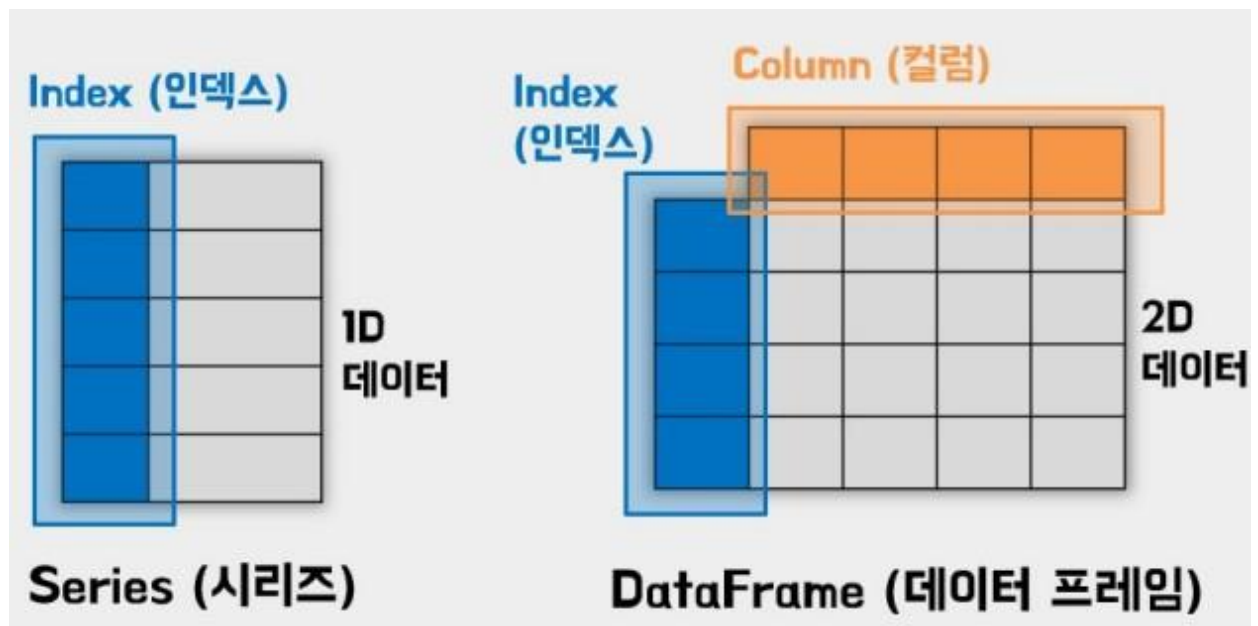 Index (인덱스)
1D
데이터
Series (시리즈)
Column (컬럼)
Index
(인덱스)
2D
데이터
DataFrame (데이터 프레임)